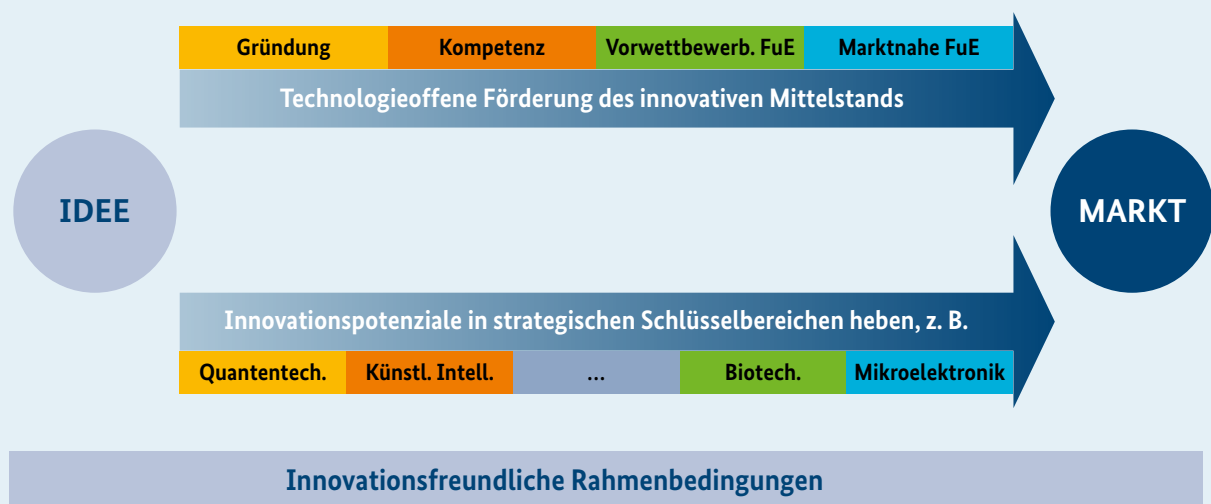 Gründung Kompetenz Vorwettbewerb. FuE Marktnahe FuE
Technologieoffene Förderung des innovativen Mittelstands
IDEE
MARKT
Innovationspotenziale in strategischen Schlüsselbereichen heben, z. B.
Quantentech. Künstl. Intell. ... Biotech. Mikroelektronik
Innovationsfreundliche Rahmenbedingungen